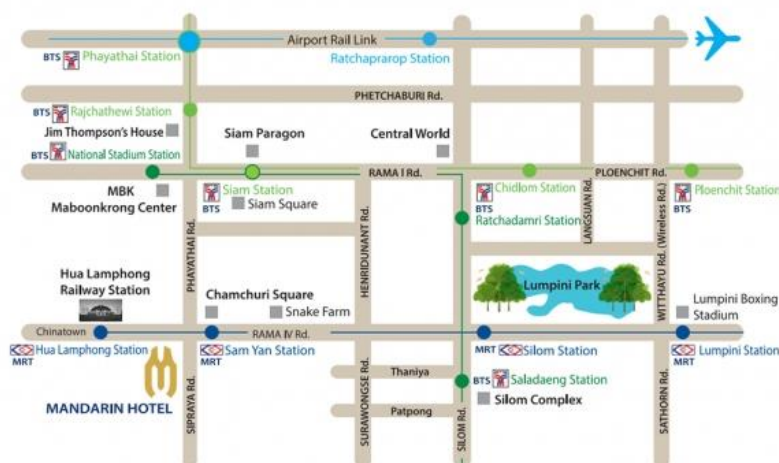 Airport Rail Link
BTS Phayathai Station
Ratchaprarop Station
PHETCHABURI Rd.
BTS Rajchathewi Station
Jim Thompson's House
Siam Paragon
Central World
BTS National Stadium Station
RAMA I Rd.
PLOENCHIT Rd.
MBK
Maboonkrong Center
Siam Station
BTS
Siam Square
Chidlom Station
BTS
Ploenchit Station
BTS
Ratchadamri Station
PHAYATHAI Rd.
HENRIDUNANT Rd.
LANGSUAN Rd.
WITTHAYU Rd. (Wireless Rd.)
Hua Lamphong
Railway Station
Chamchuri Square
Snake Farm
Lumpini Park
Lumpini Boxing
Stadium
Chinatown
RAMA IV Rd.
Hua Lamphong Station
MRT
Sam Yan Station
MRT
MRT Silom Station
Lumpini Station
MRT
MANDARIN HOTEL
SIPRAYA Rd.
SURAWONGSE Rd.
Thaniya
Patpong
BTS Saladaeng Station
Silom Complex
SILOM Rd.
SATHORN Rd.